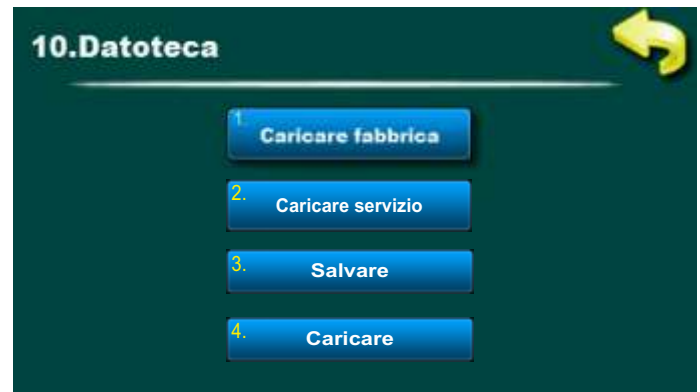 10.Datoteca
1.
Caricare fabbrica
2.
Caricare servizio
3.
Salvare
4.
Caricare